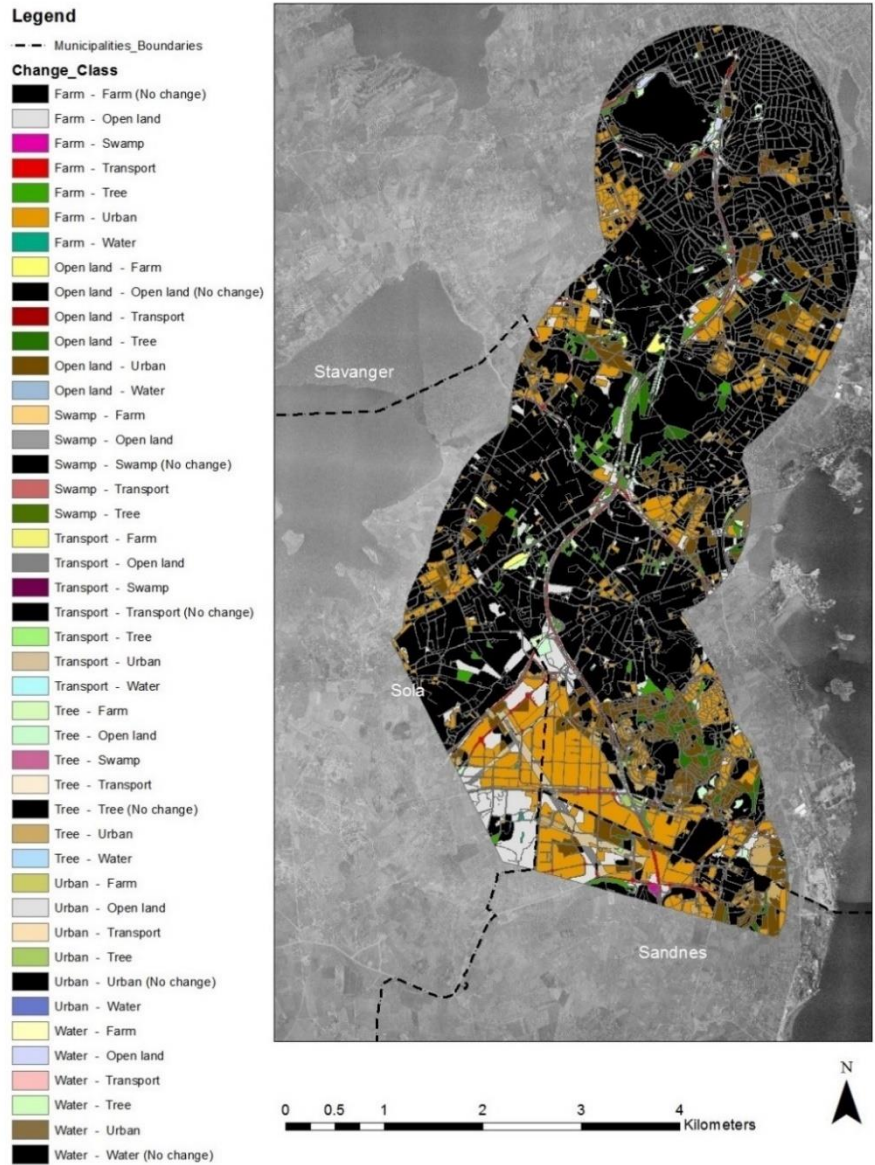 Legend
Municipalities_Boundaries
Change_Class
Farm - Farm (No change)
Farm - Open land
Farm - Swamp
Farm - Transport
Farm - Tree
Farm - Urban
Farm - Water
Open land - Farm
Open land - Open land (No change)
Open land - Transport
Open land - Tree
Open land - Urban
Open land - Water
Swamp - Farm
Swamp - Open land
Swamp - Swamp (No change)
Swamp - Transport
Swamp - Tree
Transport - Farm
Transport - Open land
Transport - Swamp
Transport - Transport (No change)
Transport - Tree
Transport - Urban
Transport - Water
Tree - Farm
Tree - Open land
Tree - Swamp
Tree - Transport
Tree - Tree (No change)
Tree - Urban
Tree - Water
Urban - Farm
Urban - Open land
Urban - Transport
Urban - Tree
Urban - Urban (No change)
Urban - Water
Water - Farm
Water - Open land
Water - Transport
Water - Tree
Water - Urban
Water - Water (No change)
Stavanger
Sola
Sandnes
N
0 0.5 1 2 3 4
Kilometers